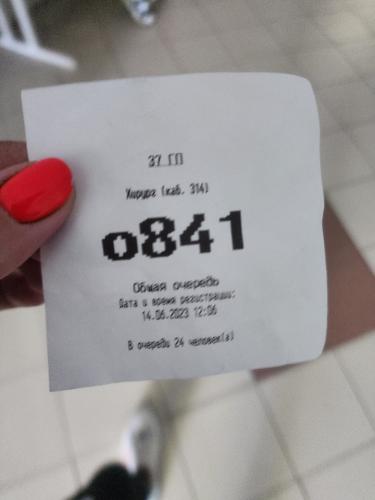 37 ГП
Хирург (каб. 314)
о841
Общая очередь
Дата и время регистрации:
14.06.2023 12:06
В очереди 24 человек(а)